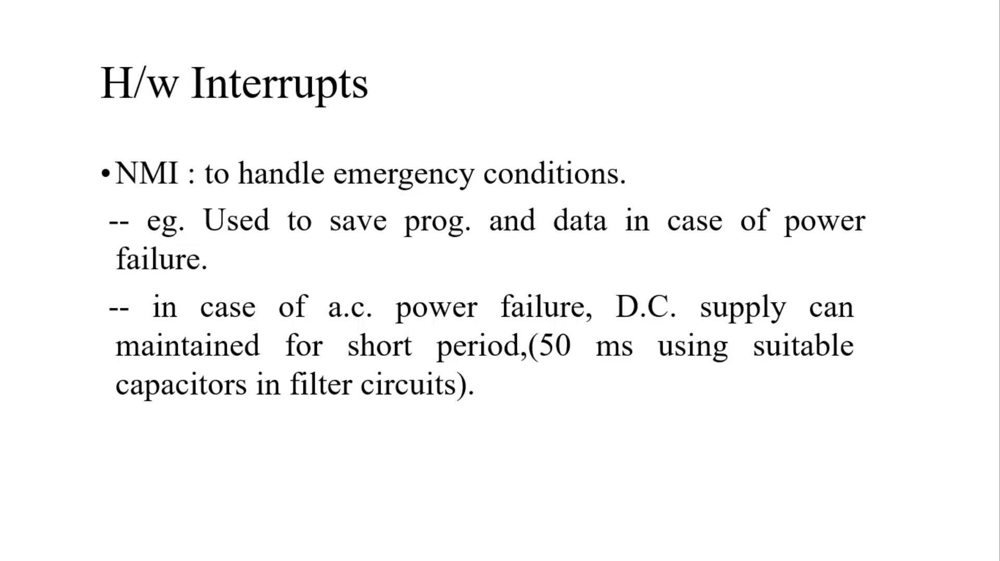 H/w Interrupts
•NMI : to handle emergency conditions.
-- eg. Used to save prog. and data in case of power
failure.
-- in case of a.c. power failure, D.C. supply can
maintained for short period,(50 ms using suitable
capacitors in filter circuits).